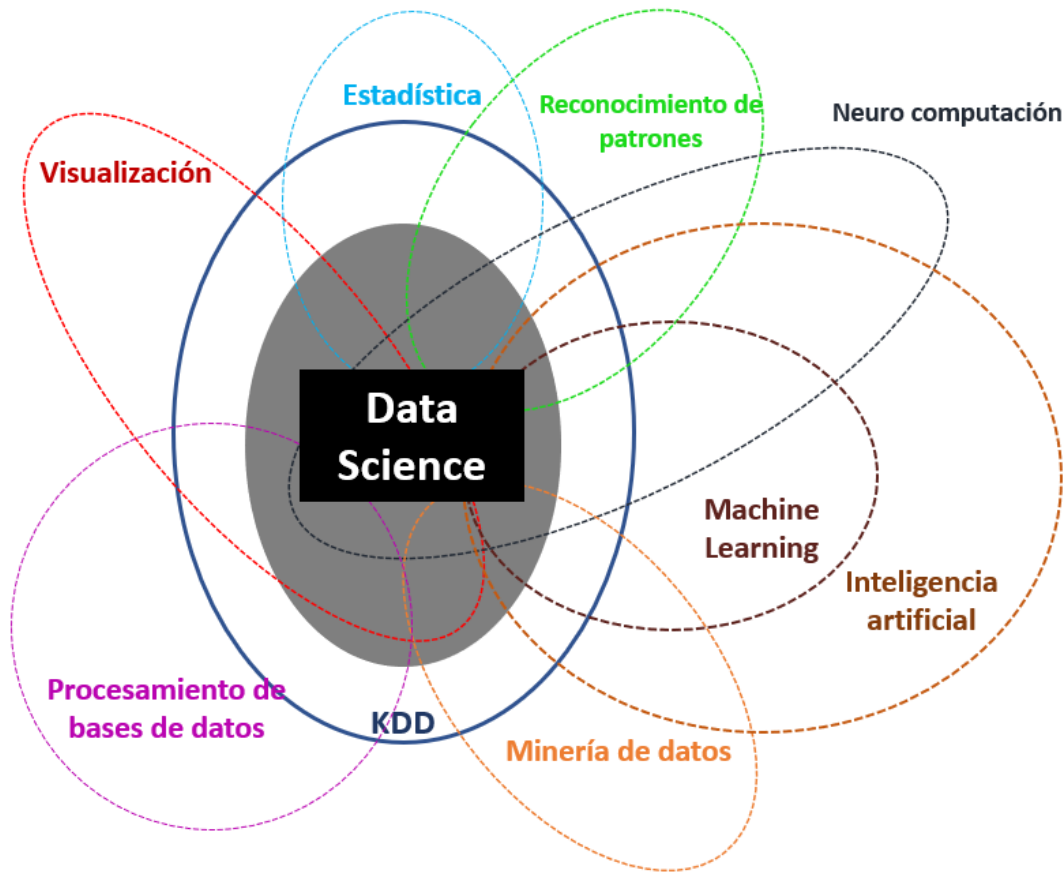 Estadística
Reconocimiento de
patrones
Neuro computación
Visualización
Data
Science
Machine
Learning
Inteligencia
artificial
Procesamiento de
bases de datos
KDD
Minería de datos